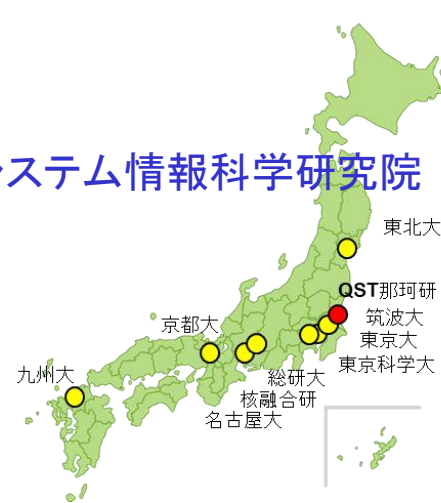 システム情報科学研究院
東北大
QST那珂研
筑波大
京都大
東京大
東京科学大
九州大
総研大
核融合研
名古屋大